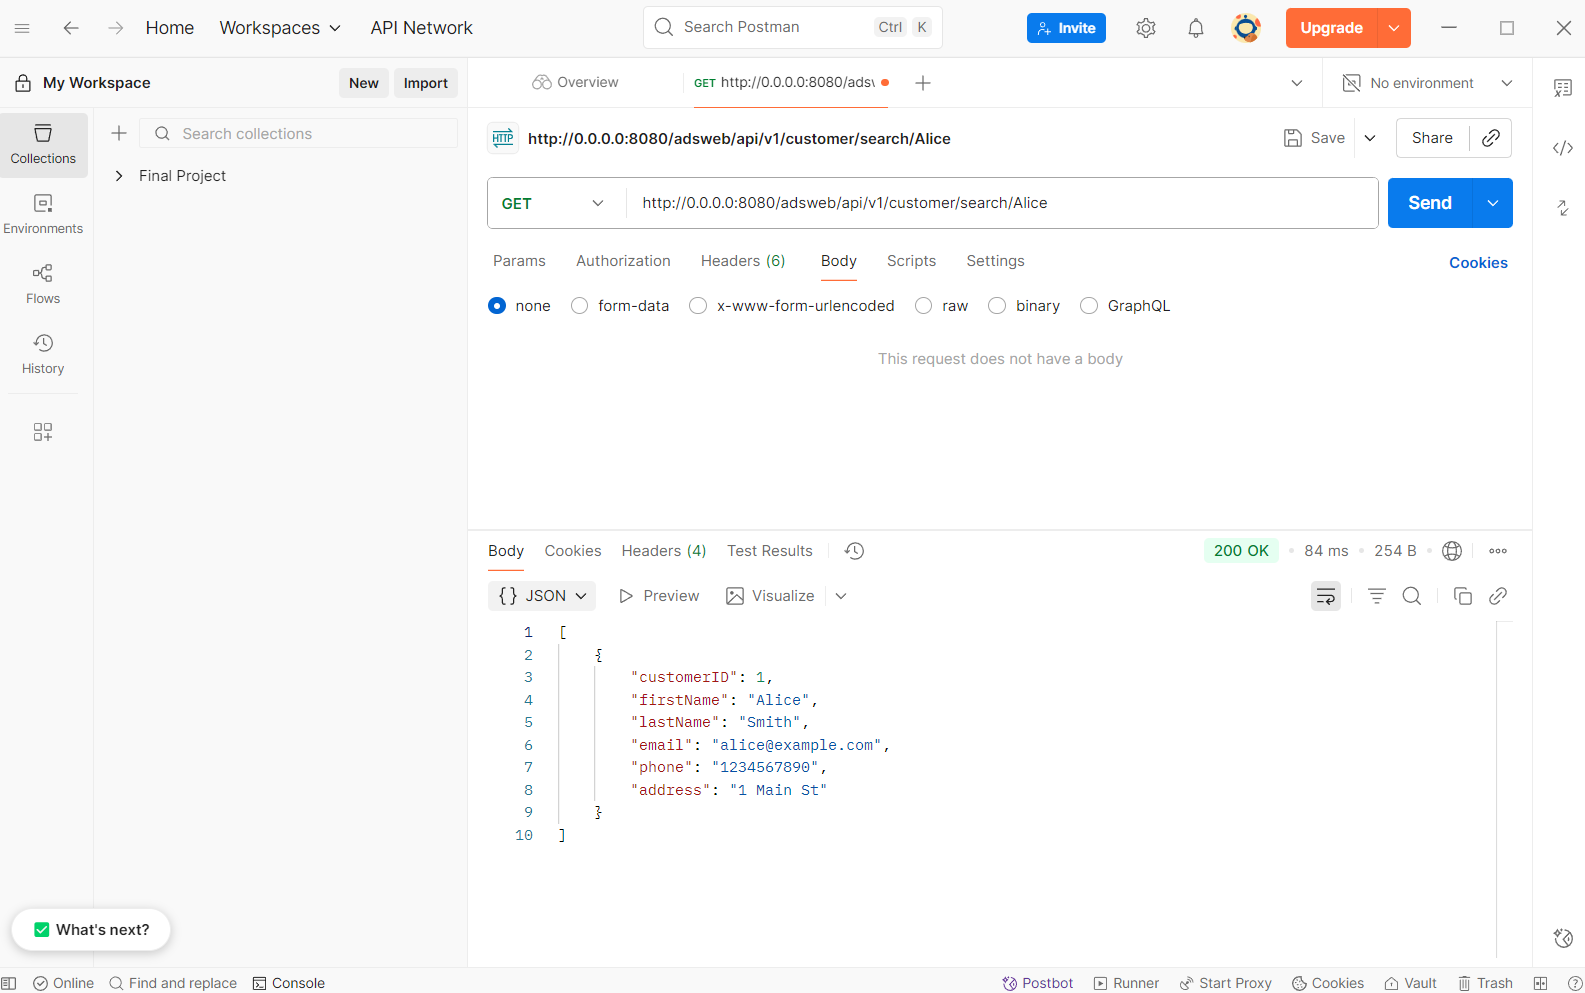 Home
Workspaces
API Network
Search Postman
Ctrl K
Invite
Upgrade
My Workspace
New
Import
Overview
GET http://0.0.0.0:8080/ads
No environment
Collections
Search collections
Final Project
Environments
Flows
History
HTTP
http://0.0.0.0:8080/adsweb/api/v1/customer/search/Alice
Save
Share
GET
http://0.0.0.0:8080/adsweb/api/v1/customer/search/Alice
Send
Params
Authorization
Headers (6)
Body
Scripts
Settings
Cookies
none
form-data
x-www-form-urlencoded
raw
binary
GraphQL
This request does not have a body
Body
Cookies
Headers (4)
Test Results
200 OK
84 ms
254 B
{} JSON
Preview
Visualize
1 [
2 {
3 "customerID": 1,
4 "firstName": "Alice",
5 "lastName": "Smith",
6 "email": "alice@example.com",
7 "phone": "1234567890",
8 "address": "1 Main St"
9 }
10 ]
What's next?
Online
Find and replace
Console
Postbot
Runner
Start Proxy
Cookies
Vault
Trash